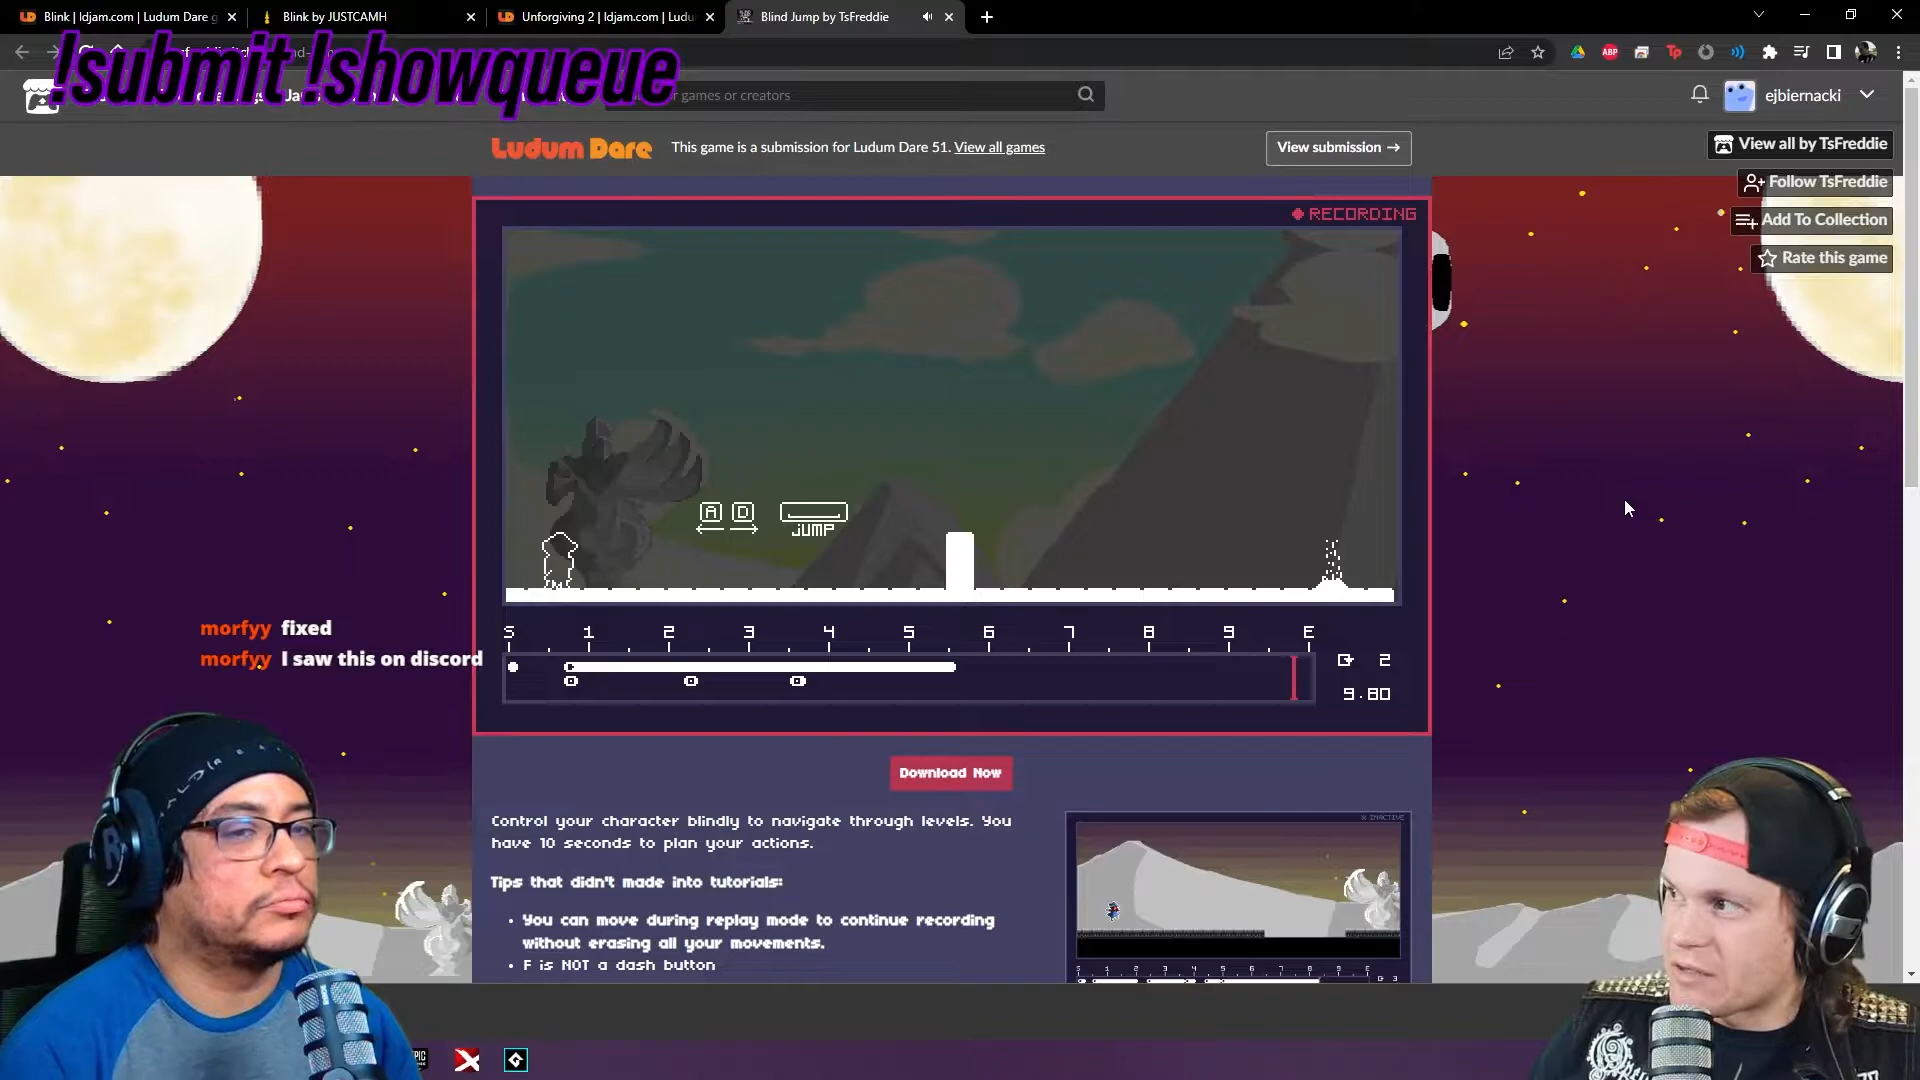 Blink | ldjam.com | Ludum Dare g
Blink by JUSTCAMH
Unforgiving 2 | ldjam.com | Ludu
Blind Jump by TsFreddie
!submit !showqueue
games or creators
ejbiernacki
Ludum Dare
This game is a submission for Ludum Dare 51. View all games
View submission →
View all by TsFreddie
Follow TsFreddie
Add To Collection
Rate this game
RECORDING
A D
JUMP
morfyy fixed
morfyy I saw this on discord
S 1 2 3 4 5 6 7 8 9 E
2
9.80
Download Now
Control your character blindly to navigate through levels. You
have 10 seconds to plan your actions.
Tips that didn't made into tutorials:
• You can move during replay mode to continue recording
without erasing all your movements.
• F is NOT a dash button
INACTIVE